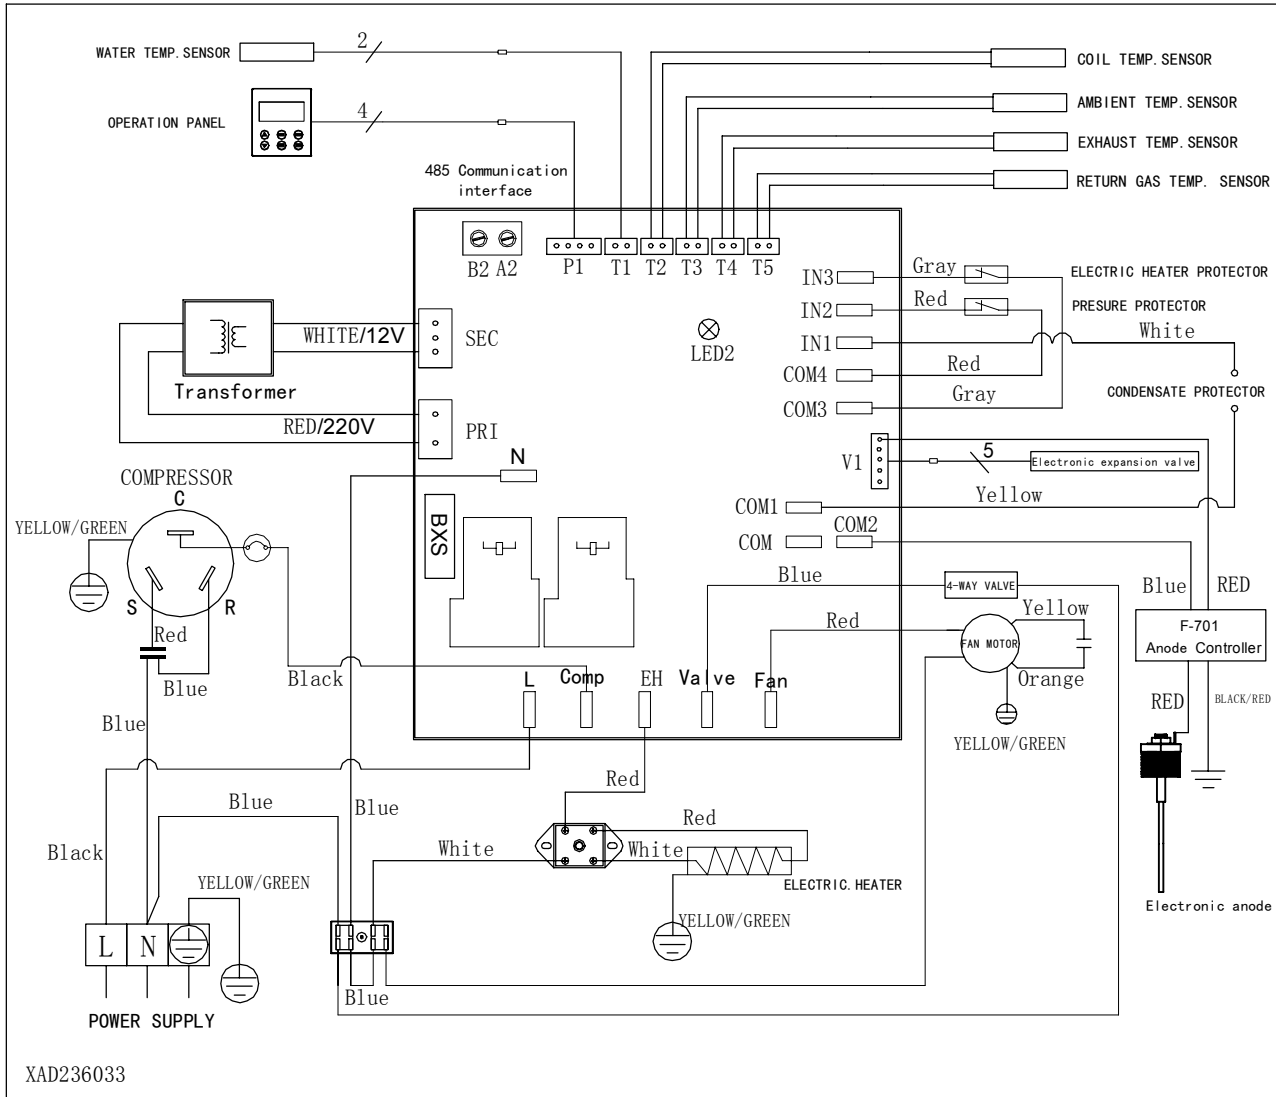 WATER TEMP.SENSOR
2
COIL TEMP.SENSOR
AMBIENT TEMP.SENSOR
OPERATION PANEL
4
EXHAUST TEMP.SENSOR
485 Communication
interface
RETURN GAS TEMP. SENSOR
B2 A2
P1
T1
T2
T3
T4
T5
IN3
Gray
ELECTRIC HEATER PROTECTOR
IN2
Red
PRESURE PROTECTOR
WHITE/12V
SEC
LED2
IN1
White
Transformer
COM4
Red
CONDENSATE PROTECTOR
COM3
Gray
RED/220V
PRI
N
V1
5
Electronic expansion valve
COMPRESSOR
C
Yellow
YELLOW/GREEN
BXS
COM1
COM2
COM
Blue
4-WAY VALVE
Blue
RED
S
R
Red
Yellow
Red
FAN MOTOR
F-701
Anode Controller
Blue
Black
L
Comp
EH
Valve
Fan
Orange
RED
BLACK/RED
Blue
YELLOW/GREEN
Red
Blue
Blue
Red
Black
White
White
YELLOW/GREEN
ELECTRIC.HEATER
YELLOW/GREEN
Electronic anode
L
N
Blue
POWER SUPPLY
XAD236033